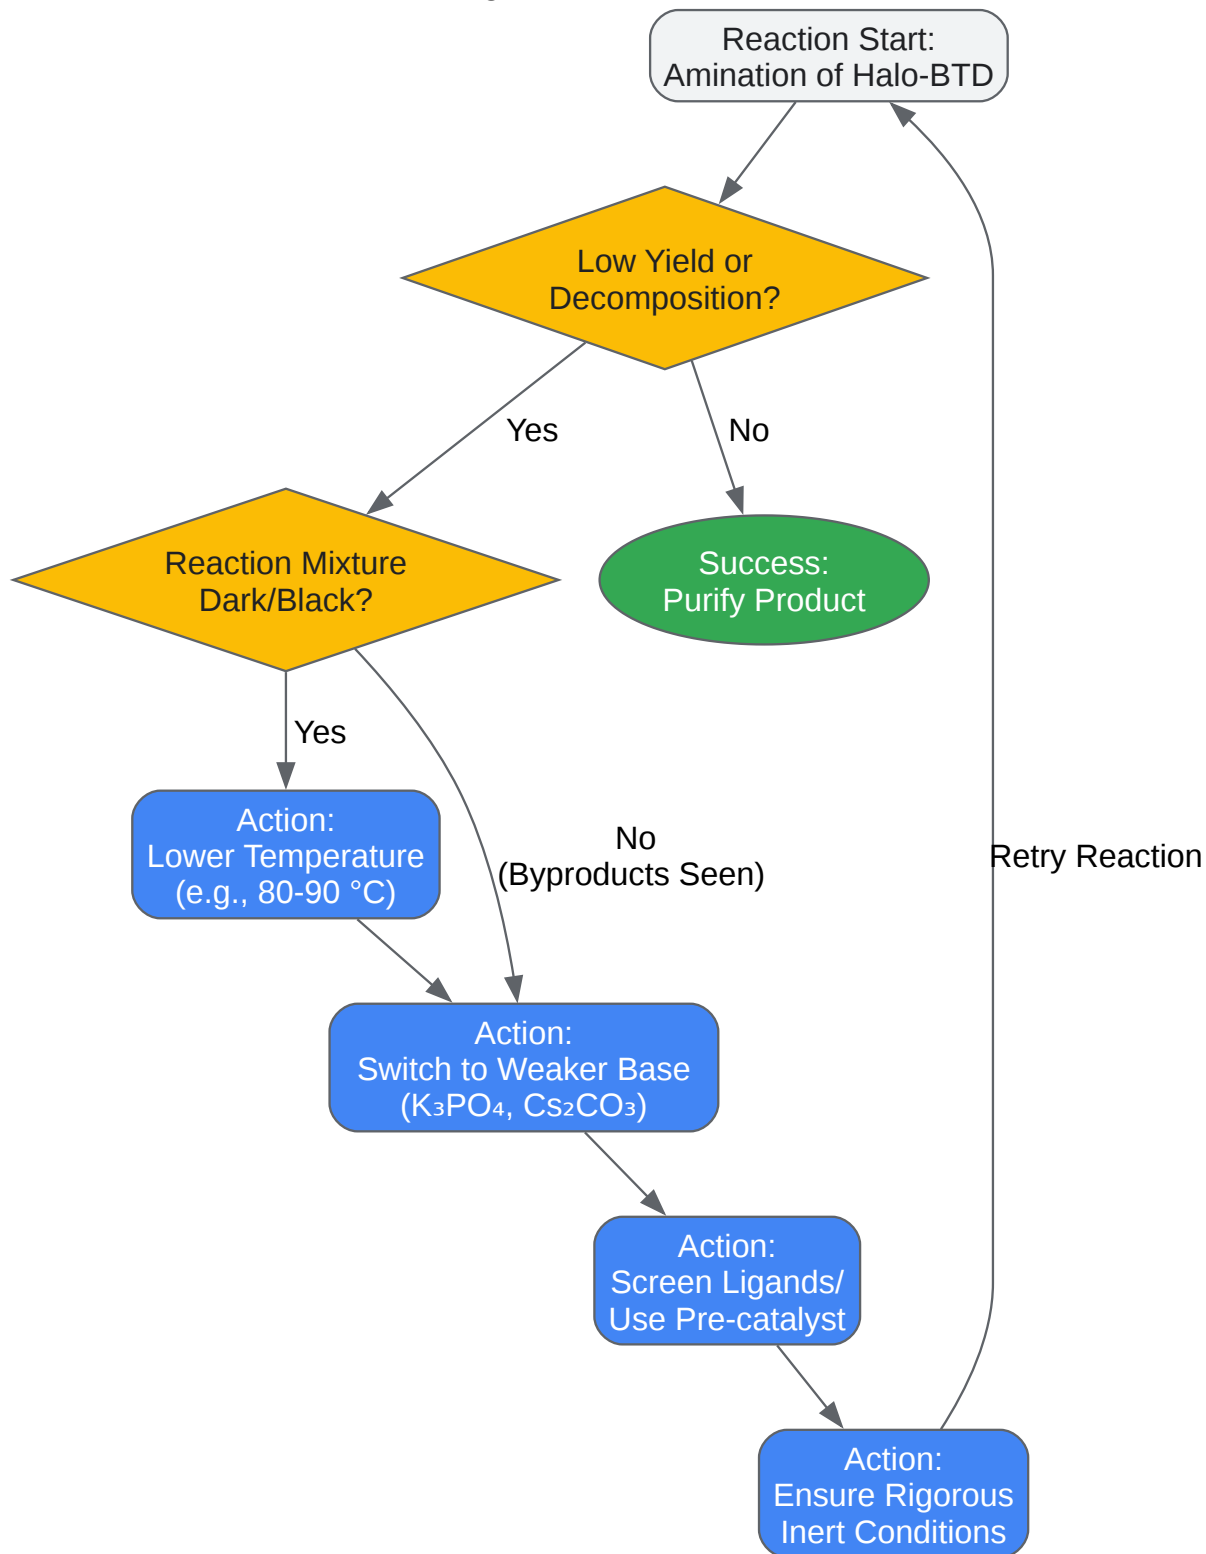 Reaction Start:
Amination of Halo-BTD
Low Yield or
Decomposition?
Yes
No
Reaction Mixture
Dark/Black?
Success:
Purify Product
Yes
Action:
Lower Temperature
(e.g., 80-90 °C)
No
(Byproducts Seen)
Retry Reaction
Action:
Switch to Weaker Base
(K₃PO₄, Cs₂CO₃)
Action:
Screen Ligands/
Use Pre-catalyst
Action:
Ensure Rigorous
Inert Conditions